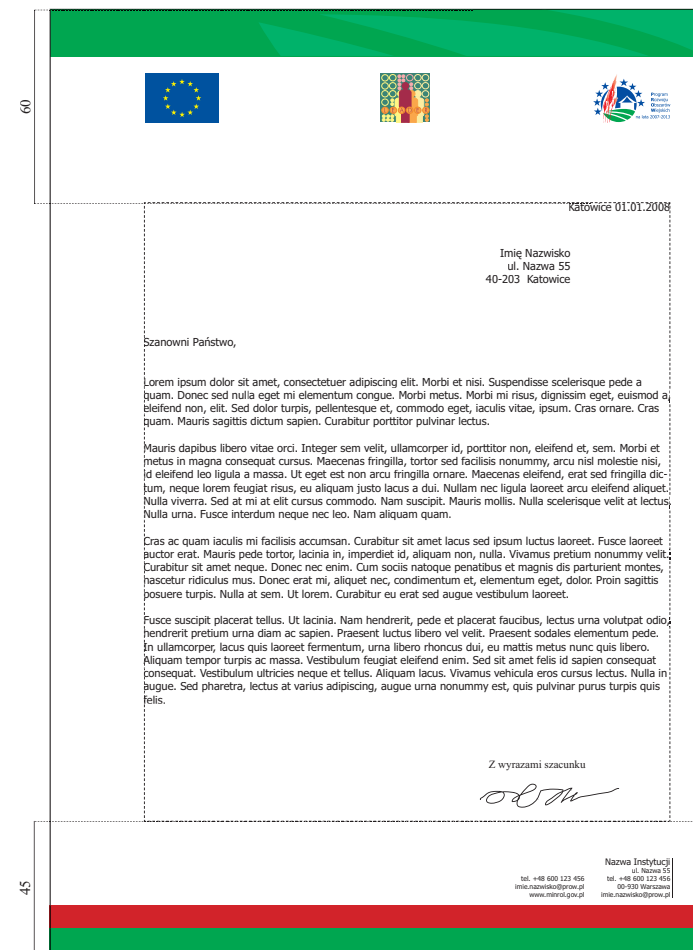 60
Program
Rozwoju
Obszarów
Wiejskich
na lata 2007-2013
Katowice 01.01.2008
Imię Nazwisko
ul. Nazwa 55
40-203 Katowice
Szanowni Państwo,
Lorem ipsum dolor sit amet, consectetuer adipiscing elit. Morbi et nisi. Suspendisse scelerisque pede a
quam. Donec sed nulla eget mi elementum congue. Morbi metus. Morbi mi risus, dignissim eget, euismod a,
eleifend non, elit. Sed dolor turpis, pellentesque et, commodo eget, iaculis vitae, ipsum. Cras ornare. Cras
quam. Mauris sagittis dictum sapien. Curabitur porttitor pulvinar lectus.
Mauris dapibus libero vitae orci. Integer sem velit, ullamcorper id, porttitor non, eleifend et, sem. Morbi et
metus in magna consequat cursus. Maecenas fringilla, tortor sed facilisis nonummy, arcu nisl molestie nisi,
id eleifend leo ligula a massa. Ut eget est non arcu fringilla ornare. Maecenas eleifend, erat sed fringilla dic-
tum, neque lorem feugiat risus, eu aliquam justo lacus a dui. Nullam nec ligula laoreet arcu eleifend aliquet.
Nulla viverra. Sed at mi at elit cursus commodo. Nam suscipit. Mauris mollis. Nulla scelerisque velit at lectus.
Nulla urna. Fusce interdum neque nec leo. Nam aliquam quam.
Cras ac quam iaculis mi facilisis accumsan. Curabitur sit amet lacus sed ipsum luctus laoreet. Fusce laoreet
auctor erat. Mauris pede tortor, lacinia in, imperdiet id, aliquam non, nulla. Vivamus pretium nonummy velit.
Curabitur sit amet neque. Donec nec enim. Cum sociis natoque penatibus et magnis dis parturient montes,
nascetur ridiculus mus. Donec erat mi, aliquet nec, condimentum et, elementum eget, dolor. Proin sagittis
posuere turpis. Nulla at sem. Ut lorem. Curabitur eu erat sed augue vestibulum laoreet.
Fusce suscipit placerat tellus. Ut lacinia. Nam hendrerit, pede et placerat faucibus, lectus urna volutpat odio,
hendrerit pretium urna diam ac sapien. Praesent luctus libero vel velit. Praesent sodales elementum pede.
In ullamcorper, lacus quis laoreet fermentum, urna libero rhoncus dui, eu mattis metus nunc quis libero.
Aliquam tempor turpis ac massa. Vestibulum feugiat eleifend enim. Sed sit amet felis id sapien consequat
consequat. Vestibulum ultricies neque et tellus. Aliquam lacus. Vivamus vehicula eros cursus lectus. Nulla in
augue. Sed pharetra, lectus at varius adipiscing, augue urna nonummy est, quis pulvinar purus turpis quis
felis.
Z wyrazami szacunku
45
tel. +48 600 123 456
imie.nazwisko@prow.pl
www.minrol.gov.pl
Nazwa Instytucji
ul. Nazwa 55
tel. +48 600 123 456
00-930 Warszawa
imie.nazwisko@prow.pl